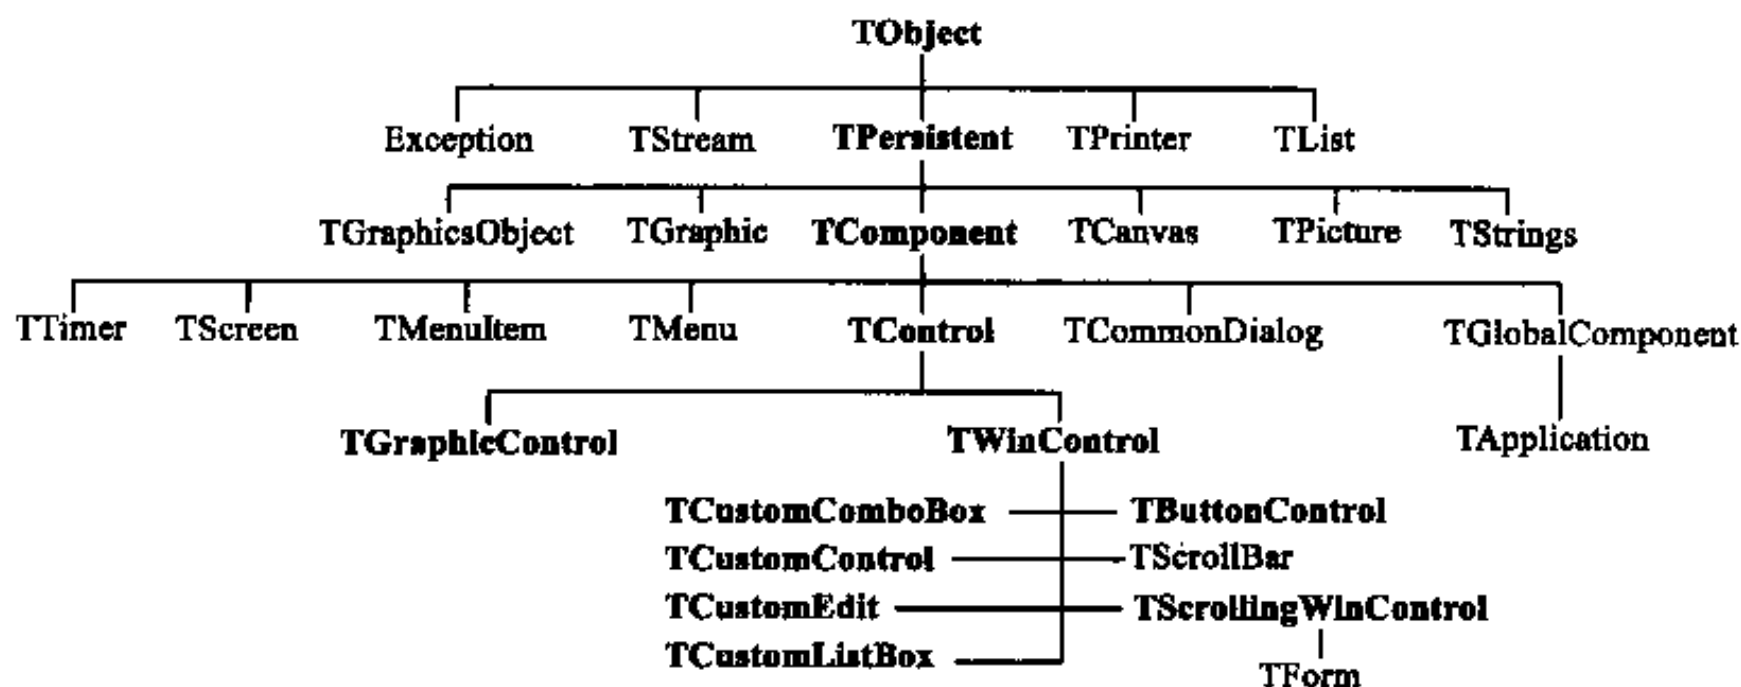 TObject
Exception TStream TPersistent TPrinter TList
TGraphicsObject TGraphic TComponent TCanvas TPicture TStrings
TTimer TScreen TMenuItem TMenu TControl TCommonDialog TGlobalComponent
TGraphicControl TWinControl TApplication
TCustomComboBox TButtonControl
TCustomControl TScrollBar
TCustomEdit TScrollingWinControl
TCustomListBox
TForm